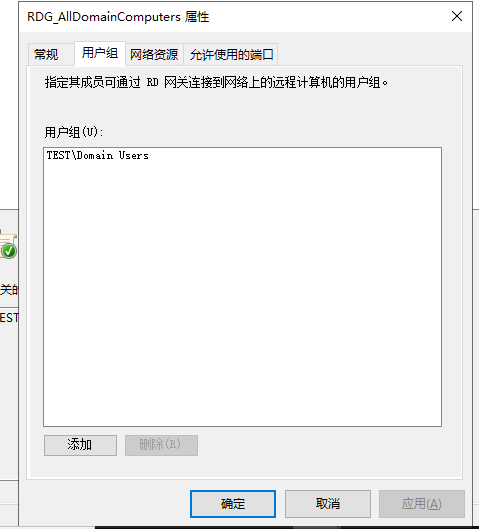 RDG_AllDomainComputers 属性
常规 用户组 网络资源 允许使用的端口
指定其成员可通过 RD 网关连接到网络上的远程计算机的用户组。
用户组(U):
TEST\Domain Users
关的
EST
添加 删除(R)
确定 取消 应用(A)